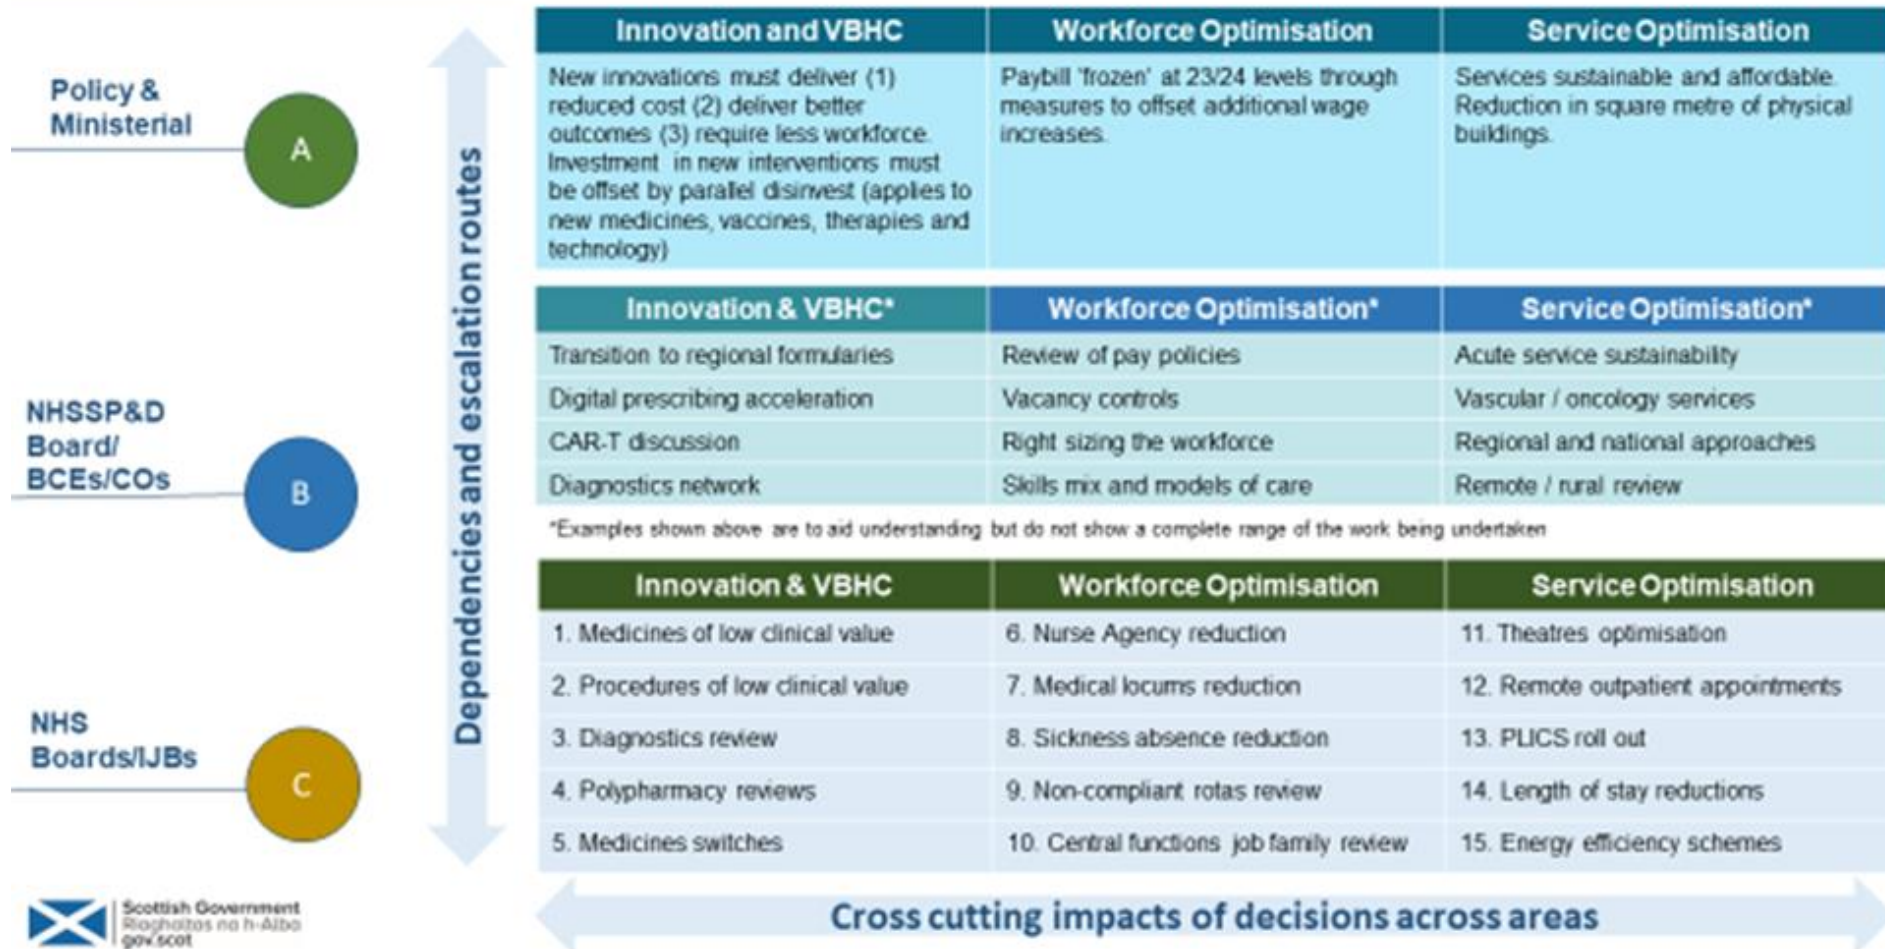 Policy &
Ministerial
A
NHSSP&D
Board/
BCEs/COs
B
NHS
Boards/IJBs
C
Dependencies and escalation routes
Innovation and VBHC
Workforce Optimisation
Service Optimisation
New innovations must deliver (1)
reduced cost (2) deliver better
outcomes (3) require less workforce.
Investment in new interventions must
be offset by parallel disinvest (applies to
new medicines, vaccines, therapies and
technology)
Paybill 'frozen' at 23/24 levels through
measures to offset additional wage
increases.
Services sustainable and affordable.
Reduction in square metre of physical
buildings.
Innovation & VBHC*
Workforce Optimisation*
Service Optimisation*
Transition to regional formularies
Review of pay policies
Acute service sustainability
Digital prescribing acceleration
Vacancy controls
Vascular / oncology services
CAR-T discussion
Right sizing the workforce
Regional and national approaches
Diagnostics network
Skills mix and models of care
Remote / rural review
*Examples shown above are to aid understanding but do not show a complete range of the work being undertaken
Innovation & VBHC
Workforce Optimisation
Service Optimisation
1. Medicines of low clinical value
6. Nurse Agency reduction
11. Theatres optimisation
2. Procedures of low clinical value
7. Medical locums reduction
12. Remote outpatient appointments
3. Diagnostics review
8. Sickness absence reduction
13. PLICS roll out
4. Polypharmacy reviews
9. Non-compliant rotas review
14. Length of stay reductions
5. Medicines switches
10. Central functions job family review
15. Energy efficiency schemes
Scottish Government
Riaghaltas na h-Alba
gov.scot
Cross cutting impacts of decisions across areas